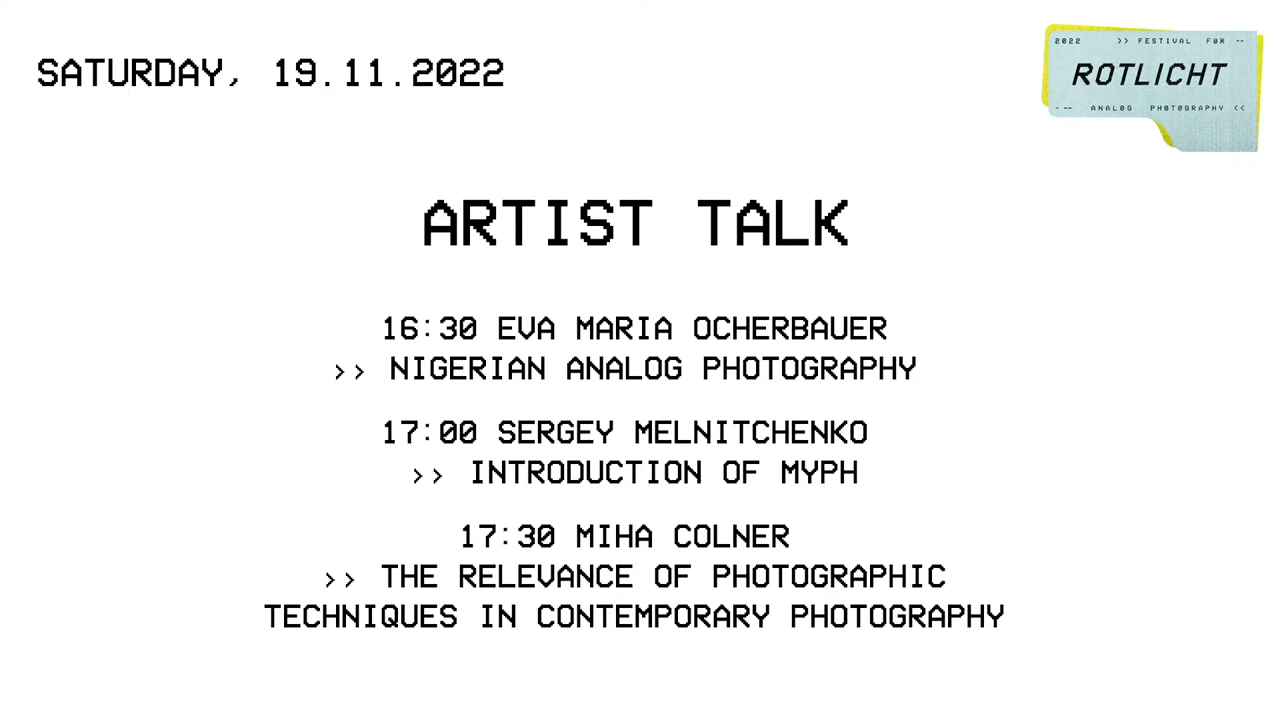 SATURDAY, 19.11.2022
2022 >> FESTIVAL FØR --
ROTLICHT
- -- ANALOG PHOTOGRAPHY <<
ARTIST TALK
16:30 EVA MARIA OCHERBAUER
>> NIGERIAN ANALOG PHOTOGRAPHY
17:00 SERGEY MELNITCHENKO
>> INTRODUCTION OF MYPH
17:30 MIHA COLNER
>> THE RELEVANCE OF PHOTOGRAPHIC
TECHNIQUES IN CONTEMPORARY PHOTOGRAPHY